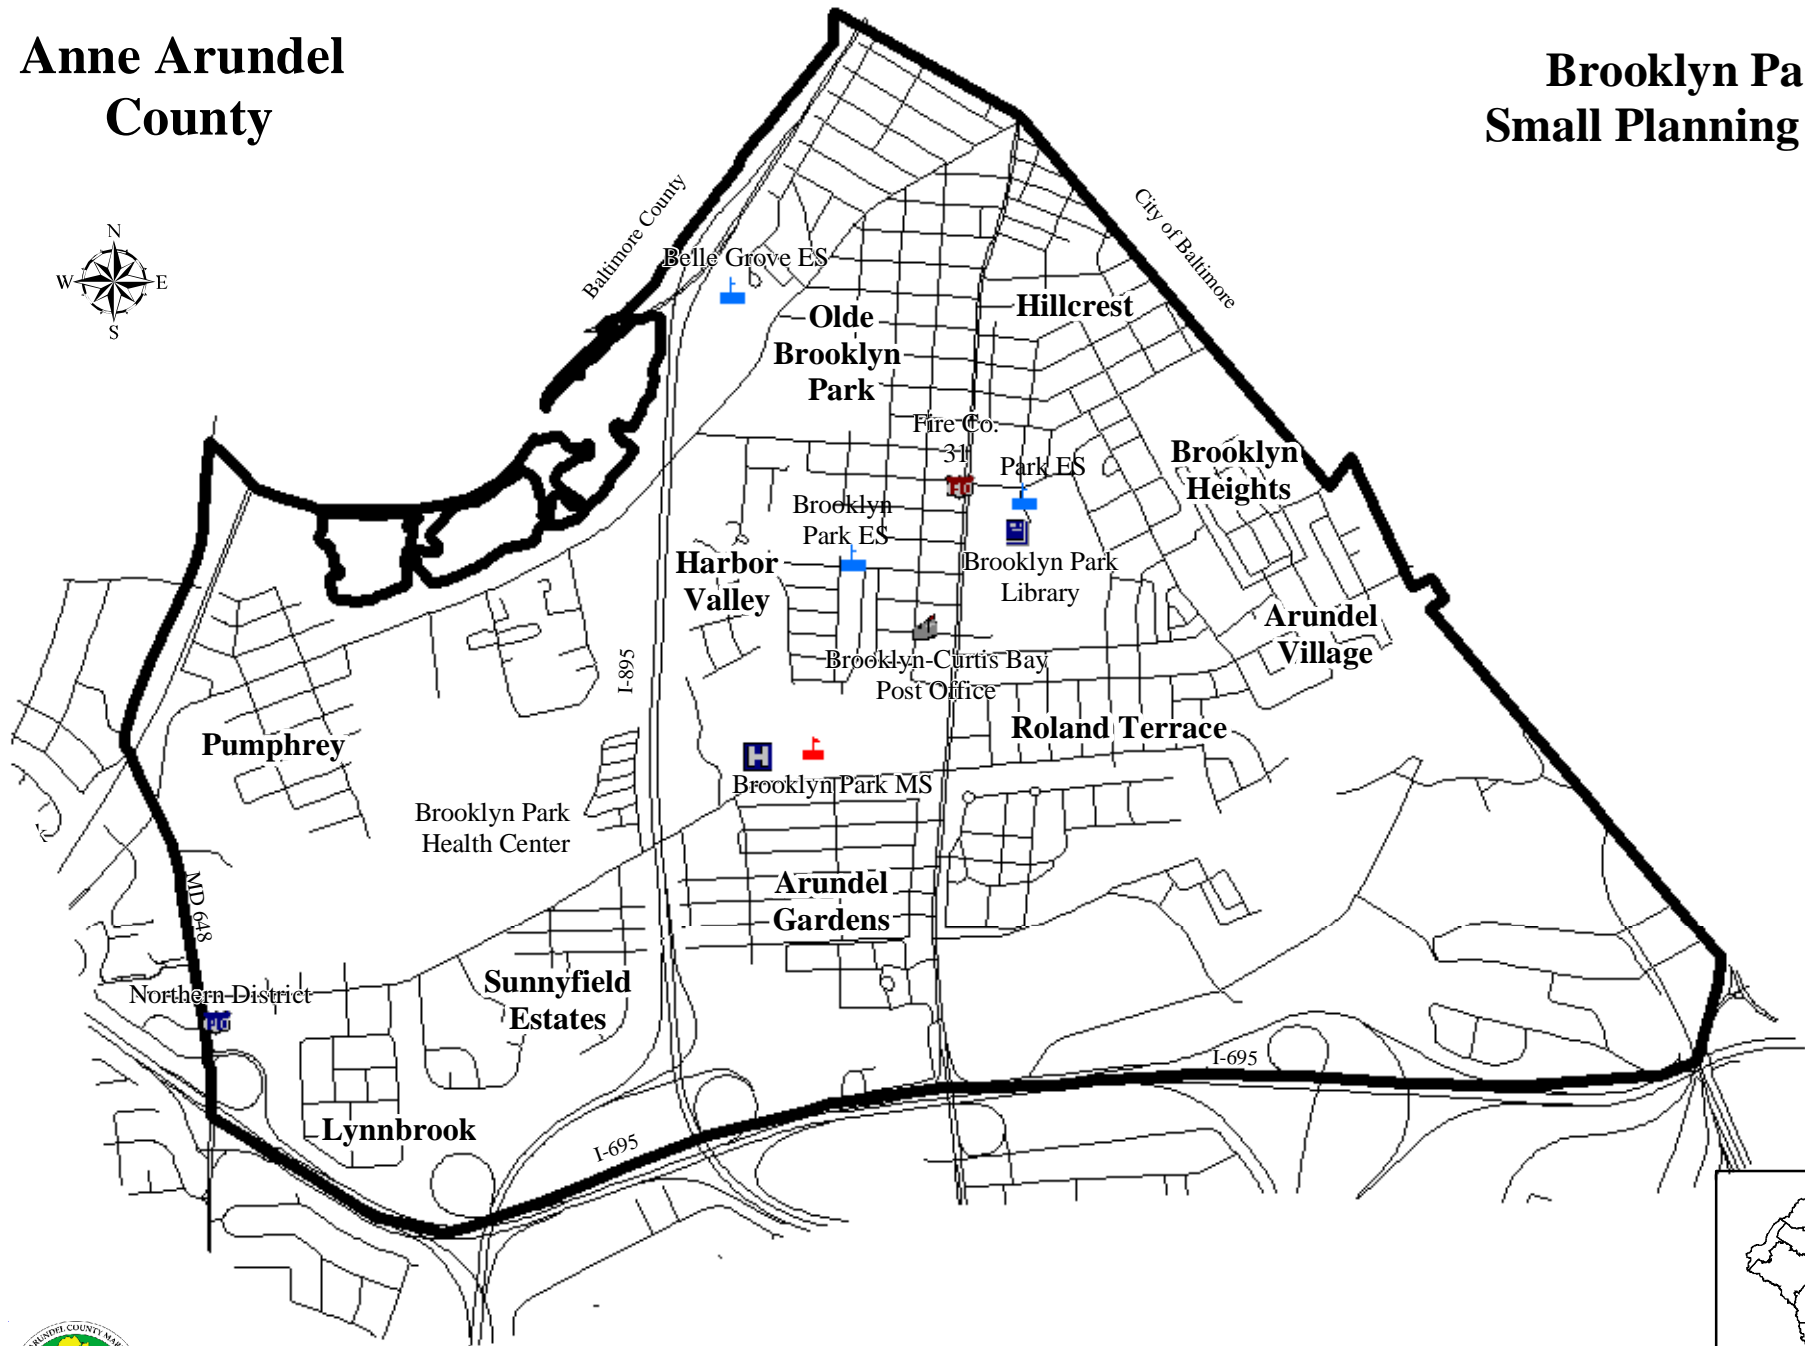 Anne Arundel
County
Brooklyn Pa
Small Planning
N
W
E
S
Baltimore County
City of Baltimore
Belle Grove ES
Hillcrest
Olde
Brooklyn
Park
Fire Co.
31
Park ES
Brooklyn
Heights
Brooklyn
Park ES
Brooklyn Park
Library
Harbor
Valley
Arundel
Village
I-895
Brooklyn-Curtis Bay
Post Office
Roland Terrace
Pumphrey
H
Brooklyn Park MS
Brooklyn Park
Health Center
MD 648
Arundel
Gardens
Sunnyfield
Estates
Northern District
I-695
Lynnbrook
I-695
ARUNDEL COUNTY MAR